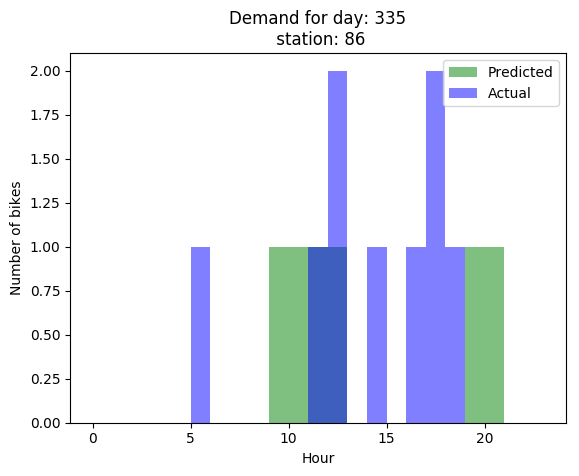 Demand for day: 335
station: 86
Predicted
Actual
2.00
1.75
1.50
1.25
1.00
0.75
0.50
0.25
0.00
Number of bikes
0 5 10 15 20
Hour